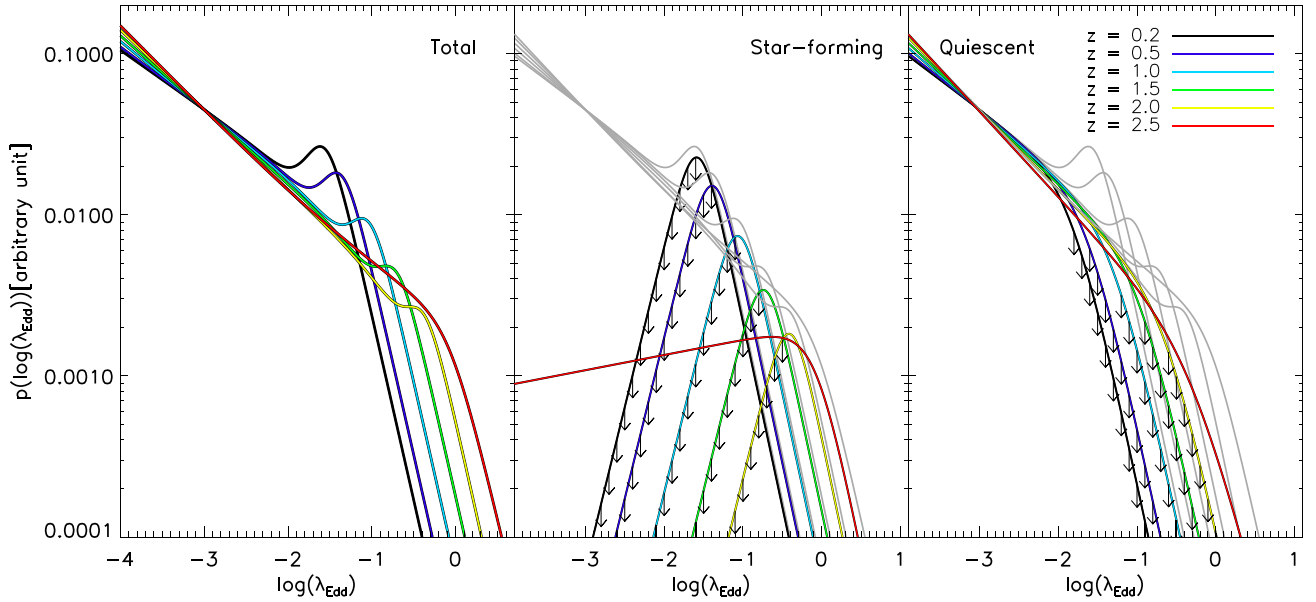 Total
Star-forming
Quiescent
z = 0.2
z = 0.5
z = 1.0
z = 1.5
z = 2.0
z = 2.5
p(log(λEdd))[arbitrary unit]
0.1000
0.0100
0.0010
0.0001
-4 -3 -2 -1 0
-3 -2 -1 0 1
-3 -2 -1 0 1
log(λEdd)
log(λEdd)
log(λEdd)